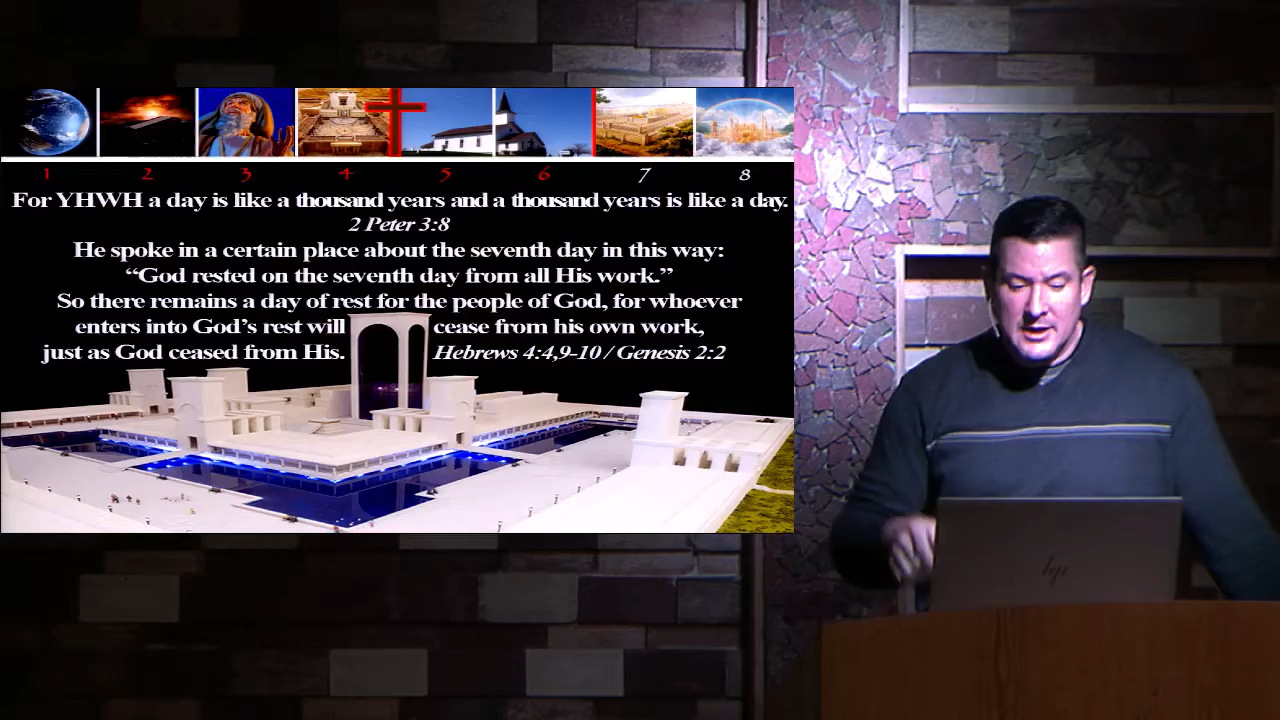 1 2 3 4 5 6 7 8
For YHWH a day is like a thousand years and a thousand years is like a day.
2 Peter 3:8
He spoke in a certain place about the seventh day in this way:
“God rested on the seventh day from all His work.”
So there remains a day of rest for the people of God, for whoever
enters into God’s rest will cease from his own work,
just as God ceased from His. Hebrews 4:4,9-10 / Genesis 2:2
hp